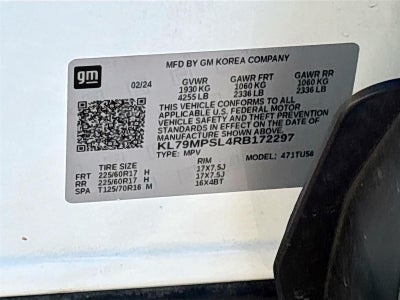 MFD BY GM KOREA COMPANY
gm 02/24 GVWR GAWR FRT GAWR RR
1930 KG 1060 KG 1060 KG
4255 LB 2336 LB 2336 LB
THIS VEHICLE CONFORMS TO ALL
APPLICABLE U.S. FEDERAL MOTOR
VEHICLE SAFETY AND THEFT PREVENTION
STANDARDS IN EFFECT ON THE DATE OF
MANUFACTURE SHOWN ABOVE.
KL79MPSL4RB172297
TYPE: MPV MODEL: 471TU56
TIRE SIZE RIM
FRT 225/60R17 H 17X7.5J
RR 225/60R17 H 17X7.5J
SPA T125/70R16 M 16X4BT